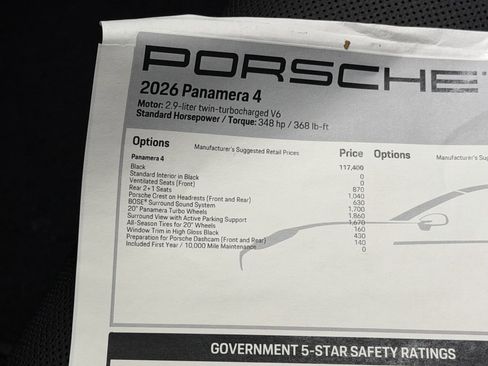 PORSCHE
2026 Panamera 4
Motor: 2.9-liter twin-turbocharged V6
Standard Horsepower / Torque: 348 hp / 368 lb-ft
Options Manufacturer's Suggested Retail Prices Price Options Manufacturer's Sugg
Panamera 4 117,400
Black 0
Standard Interior in Black 0
Ventilated Seats (Front) 870
Rear 2+1 Seats 1,040
Porsche Crest on Headrests (Front and Rear) 630
BOSE® Surround Sound System 1,700
20" Panamera Turbo Wheels 1,860
Surround View with Active Parking Support 1,670
All-Season Tires for 20" Wheels 160
Window Trim in High Gloss Black 430
Preparation for Porsche Dashcam (Front and Rear) 140
Included First Year / 10,000 Mile Maintenance 0
GOVERNMENT 5-STAR SAFETY RATINGS